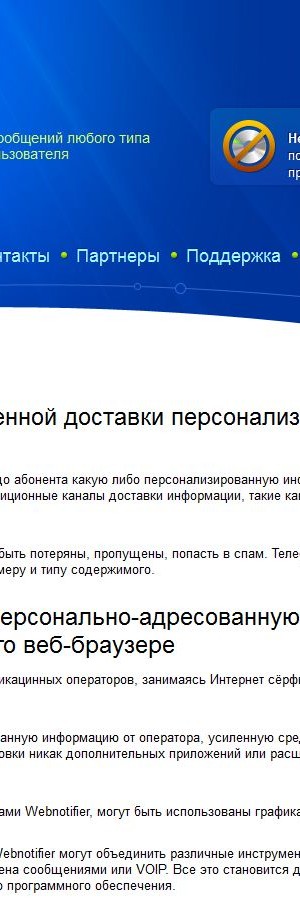 ообщений любого типа
льзователя
Не
по
пр
нтакты • Партнеры • Поддержка •
енной доставки персонализ
до абонента какую либо персонализированную инс
иционные каналы доставки информации, такие как
быть потеряны, пропущены, попасть в спам. Теле
меру и типу содержимого.
ерсонально-адресованную
го веб-браузере
икацинных операторов, занимаясь Интернет сёрф
анную информацию от оператора, усиленную сред
овки никак дополнительных приложений или расш
ами Webnotifier, могут быть использованы графика
Webnotifier могут объединить различные инструмен
ена сообщениями или VOIP. Все это становится д
о программного обеспечения.